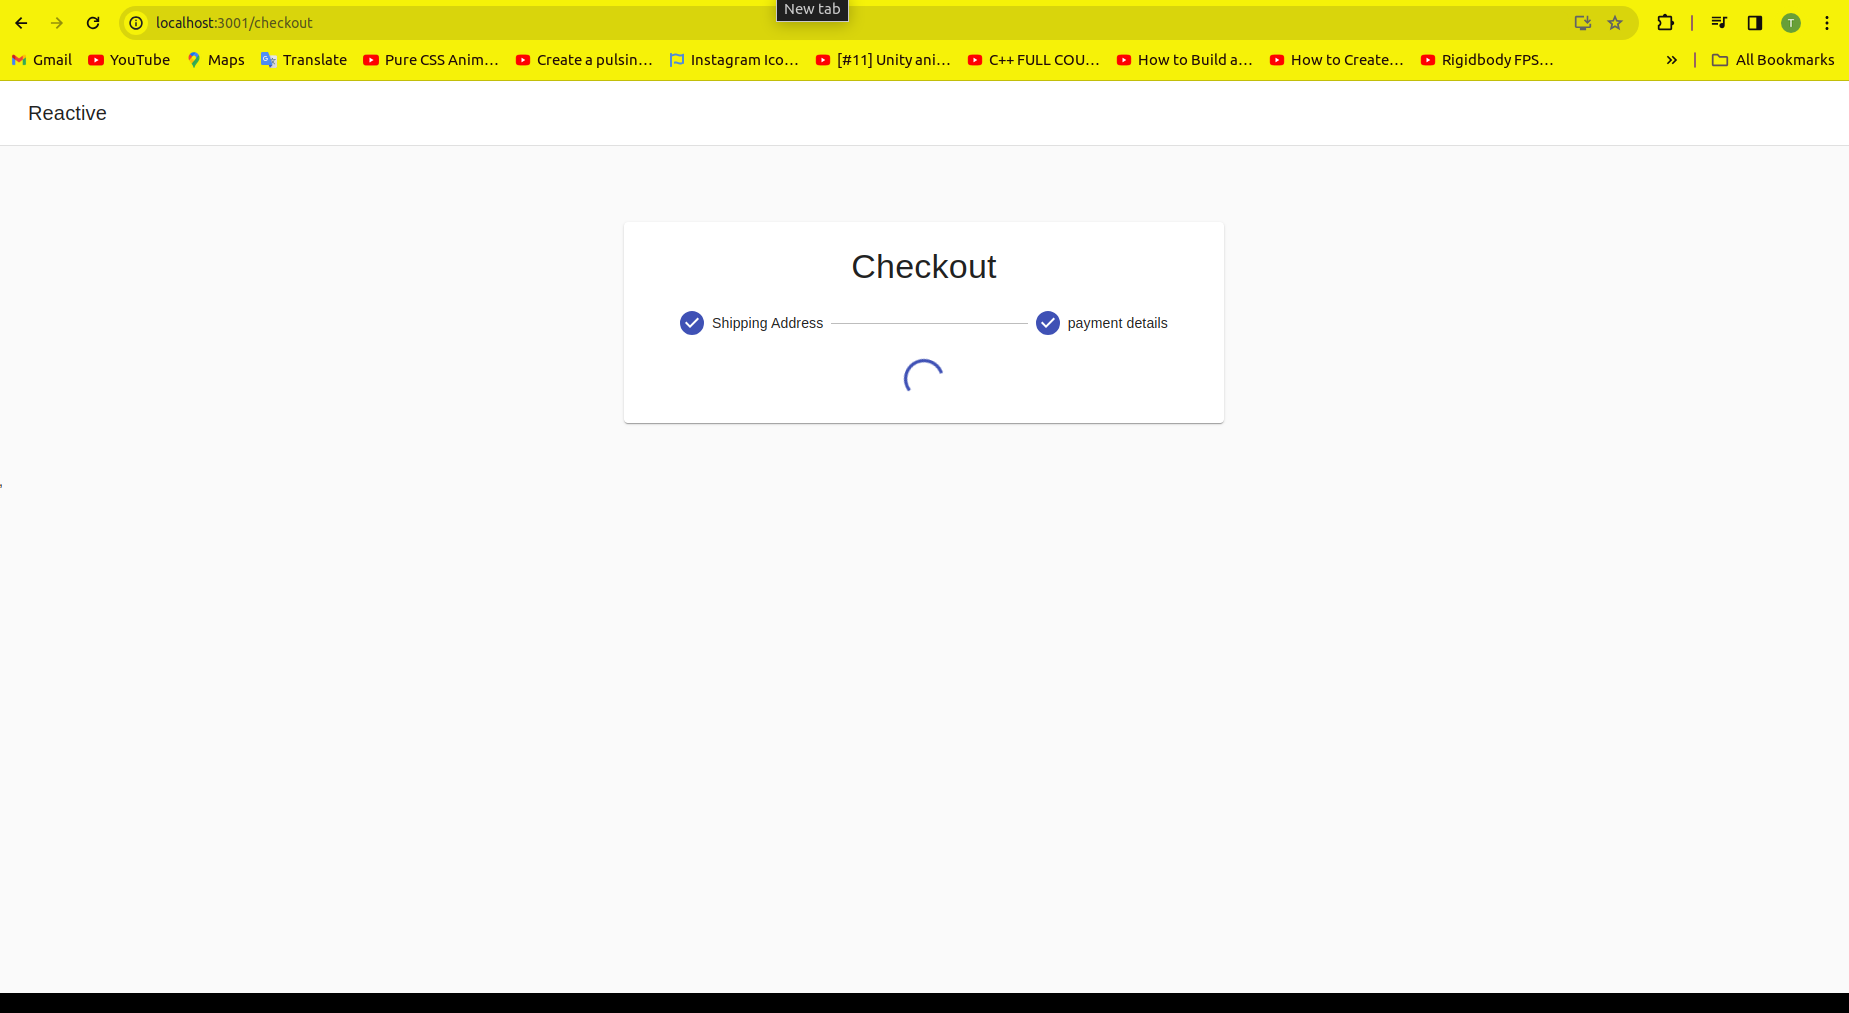 New tab
localhost:3001/checkout
T
Gmail YouTube Maps Translate Pure CSS Anim... Create a pulsin... Instagram Ico... [#11] Unity ani... C++ FULL COU... How to Build a... How to Create... Rigidbody FPS... » All Bookmarks
Reactive
Checkout
Shipping Address payment details
,